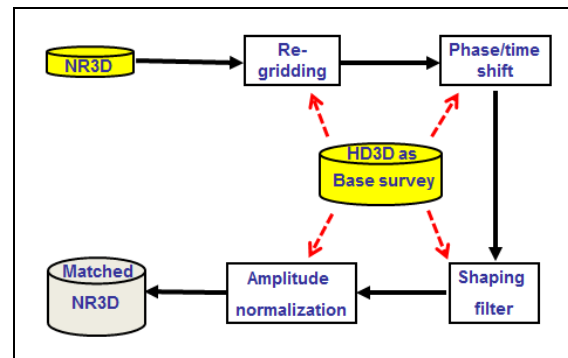 NR3D
Re-
gridding
Phase/time
shift
HD3D as
Base survey
Matched
NR3D
Amplitude
normalization
Shaping
filter